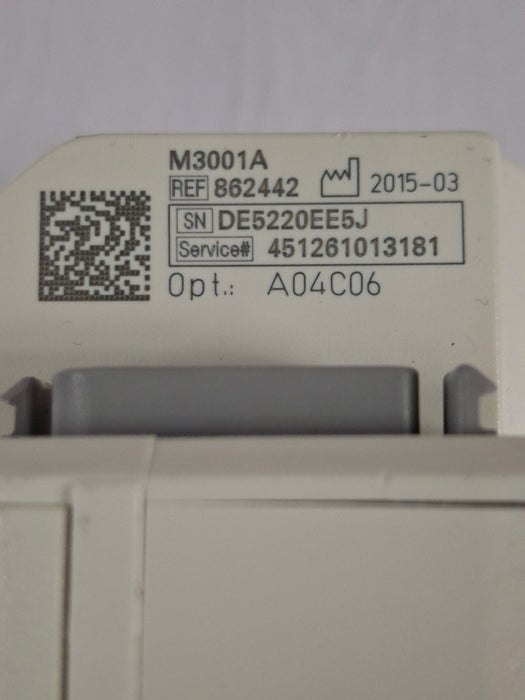 M3001A
REF 862442 2015-03
SN DE5220EE5J
Service# 451261013181
Opt.: A04C06